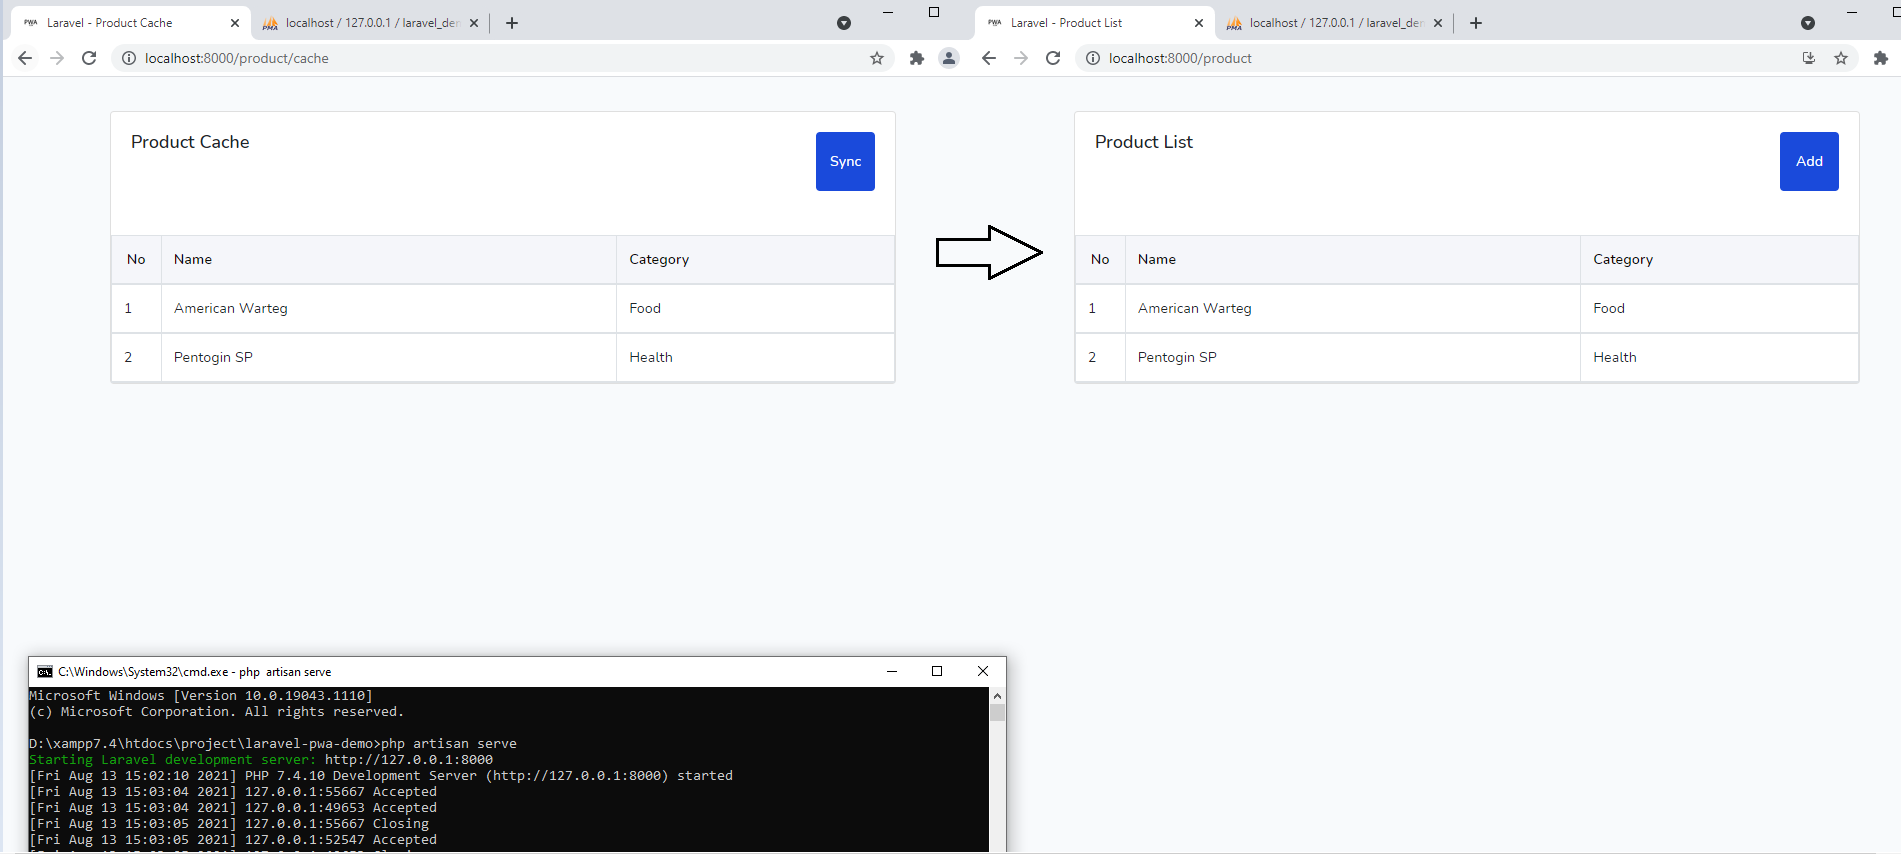 PWA Laravel - Product Cache
PMA localhost / 127.0.0.1 / laravel_de
localhost:8000/product/cache
Product Cache
Sync
No Name Category
1 American Warteg Food
2 Pentogin SP Health
PWA Laravel - Product List
PMA localhost / 127.0.0.1 / laravel_de
localhost:8000/product
Product List
Add
No Name Category
1 American Warteg Food
2 Pentogin SP Health
C:\Windows\System32\cmd.exe - php  artisan serve
Microsoft Windows [Version 10.0.19043.1110]
(c) Microsoft Corporation. All rights reserved.
D:\xampp7.4\htdocs\project\laravel-pwa-demo>php artisan serve
Starting Laravel development server: http://127.0.0.1:8000
[Fri Aug 13 15:02:10 2021] PHP 7.4.10 Development Server (http://127.0.0.1:8000) started
[Fri Aug 13 15:03:04 2021] 127.0.0.1:55667 Accepted
[Fri Aug 13 15:03:04 2021] 127.0.0.1:49653 Accepted
[Fri Aug 13 15:03:05 2021] 127.0.0.1:55667 Closing
[Fri Aug 13 15:03:05 2021] 127.0.0.1:52547 Accepted